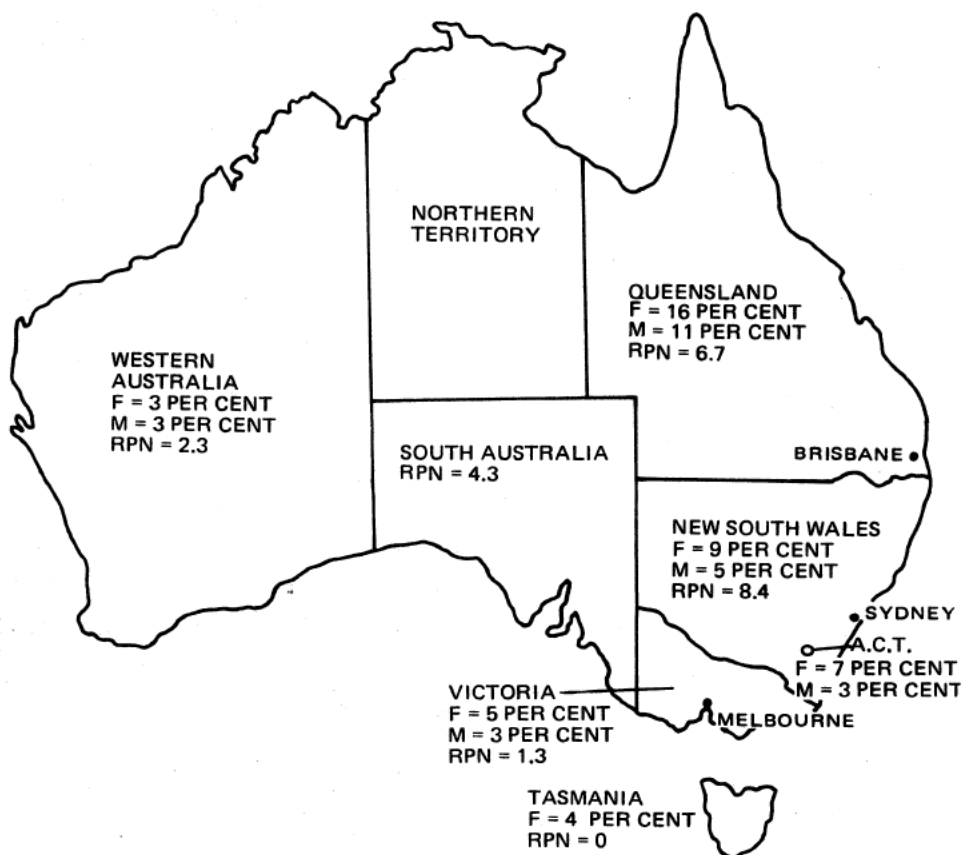 NORTHERN
TERRITORY
QUEENSLAND
F = 16 PER CENT
M = 11 PER CENT
RPN = 6.7
WESTERN
AUSTRALIA
F = 3 PER CENT
M = 3 PER CENT
RPN = 2.3
SOUTH AUSTRALIA
RPN = 4.3
BRISBANE
NEW SOUTH WALES
F = 9 PER CENT
M = 5 PER CENT
RPN = 8.4
SYDNEY
A.C.T.
F = 7 PER CENT
M = 3 PER CENT
VICTORIA
F = 5 PER CENT
M = 3 PER CENT
RPN = 1.3
MELBOURNE
TASMANIA
F = 4 PER CENT
RPN = 0